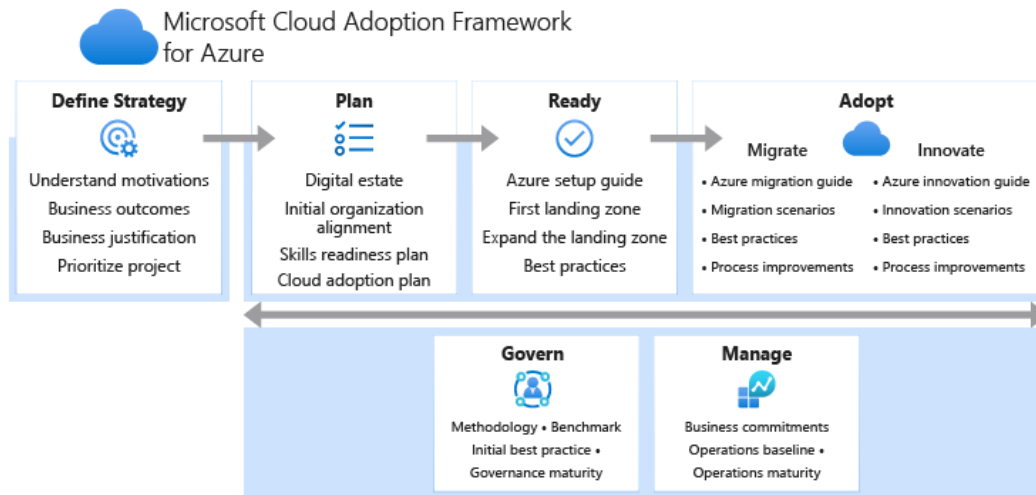 Microsoft Cloud Adoption Framework
for Azure
Define Strategy
Understand motivations
Business outcomes
Business justification
Prioritize project
Plan
Digital estate
Initial organization
alignment
Skills readiness plan
Cloud adoption plan
Ready
Azure setup guide
First landing zone
Expand the landing zone
Best practices
Adopt
Migrate
• Azure migration guide
• Migration scenarios
• Best practices
• Process improvements
Innovate
• Azure innovation guide
• Innovation scenarios
• Best practices
• Process improvements
Govern
Methodology • Benchmark
Initial best practice •
Governance maturity
Manage
Business commitments
Operations baseline •
Operations maturity